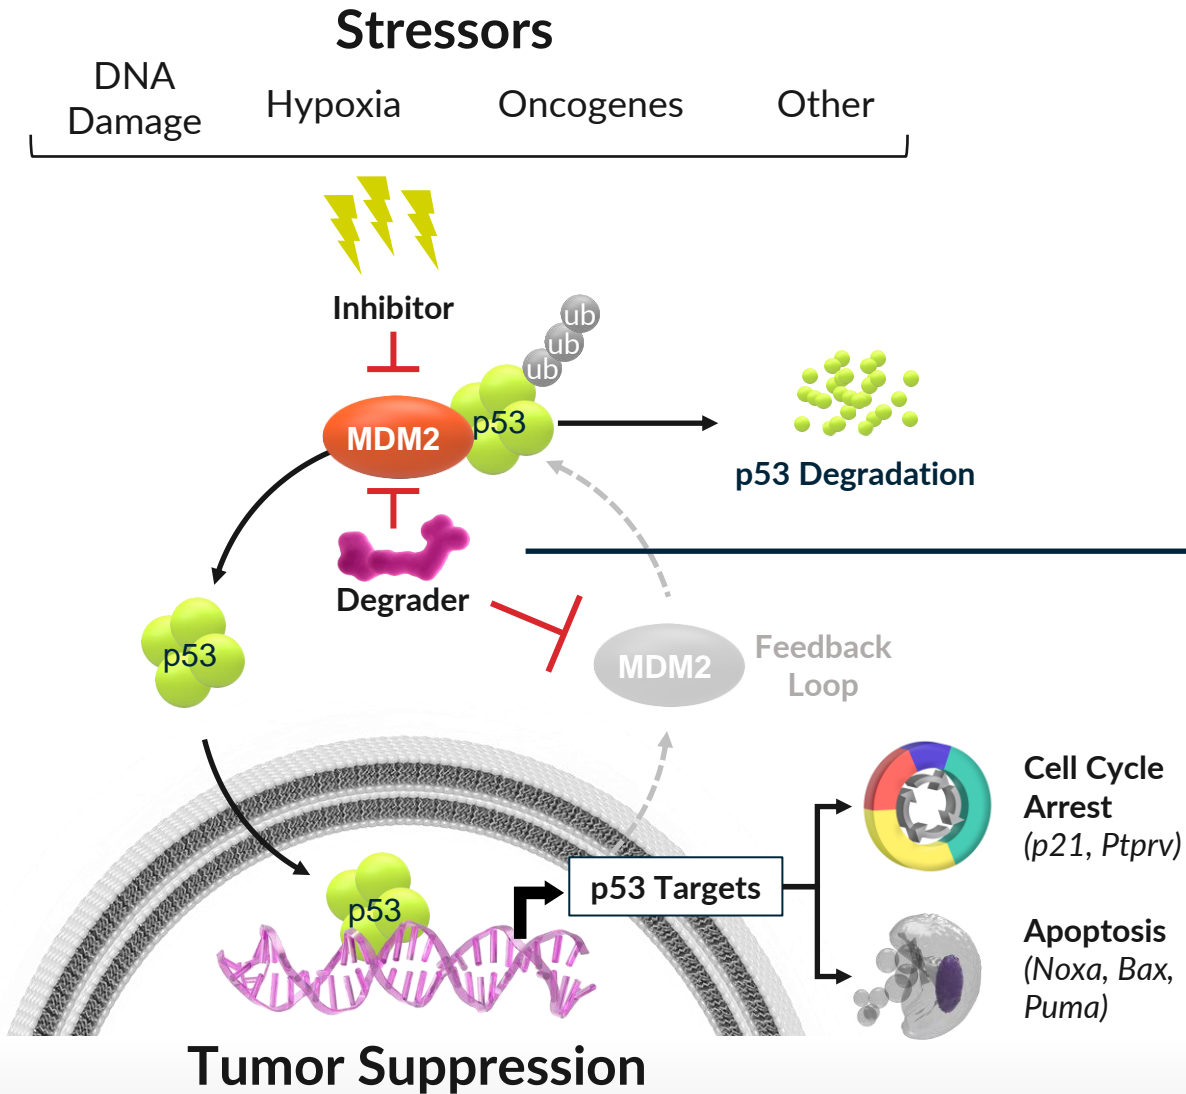 Stressors
DNA
Damage
Hypoxia
Oncogenes
Other
Inhibitor
ub
ub
ub
MDM2
p53
p53 Degradation
Degrader
p53
MDM2
Feedback
Loop
p53
p53 Targets
Cell Cycle
Arrest
(p21, Ptprv)
Apoptosis
(Noxa, Bax,
Puma)
Tumor Suppression